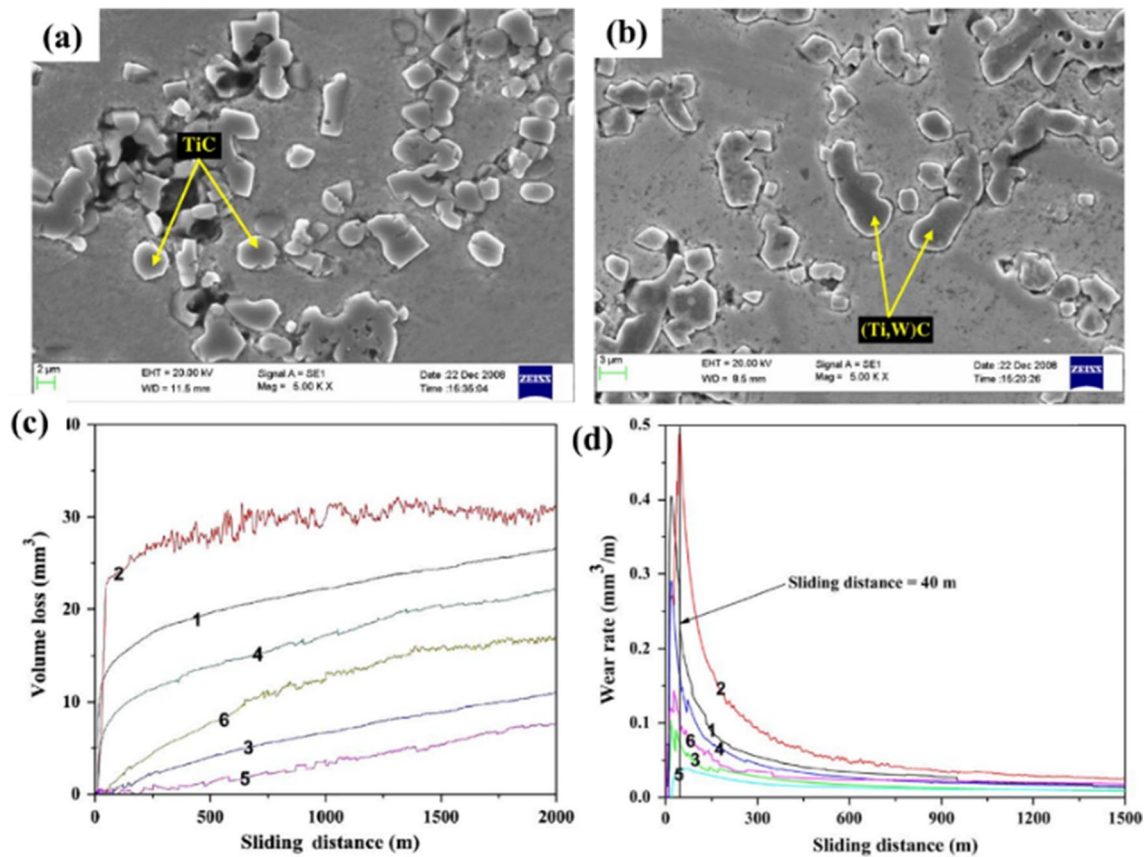 (a)
TiC
2 μm
EHT = 20.00 kV
WD = 11.5 mm
Signal A = SE1
Mag = 5.00 K X
Date :22 Dec 2008
Time :15:35:04
ZEISS
(b)
(Ti,W)C
3 μm
EHT = 20.00 kV
WD = 8.5 mm
Signal A = SE1
Mag = 5.00 K X
Date :22 Dec 2008
Time :15:20:26
ZEISS
(c)
Volume loss (mm³)
30
20
10
0
2
1
4
6
3
5
0
500
1000
1500
2000
Sliding distance (m)
(d)
Wear rate (mm³/m)
0.5
0.4
0.3
0.2
0.1
0.0
Sliding distance = 40 m
2
1
4
6
3
5
0
300
600
900
1200
1500
Sliding distance (m)